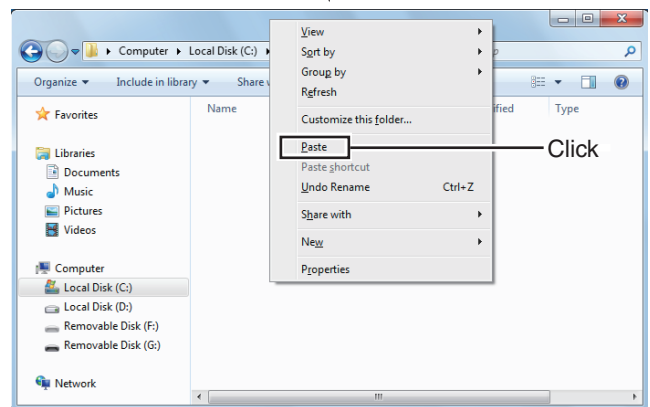 View
Computer Local Disk (C:)
Sort by
Group by
Organize Include in library Share
Refresh
Name Type
Favorites
Customize this folder...
Paste Click
Libraries
Paste shortcut
Documents
Undo Rename Ctrl+Z
Music
Pictures
Share with
Videos
New
Computer
Properties
Local Disk (C:)
Local Disk (D:)
Removable Disk (F:)
Removable Disk (G:)
Network